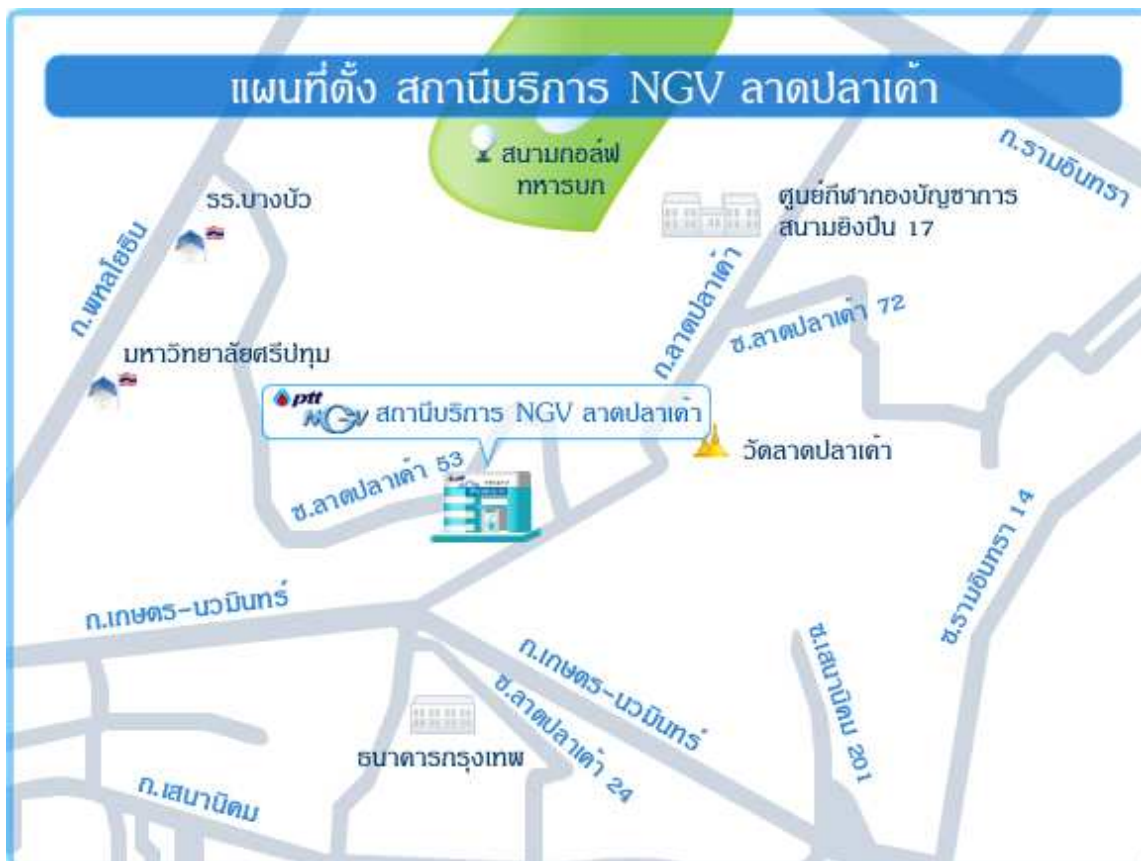 แผนที่ตั้ง สถานีบริการ NGV ลาดปลาเค้า
สนามกอล์ฟ
ทหารบก
ถ.รามอินทรา
รร.บางบัว
ศูนย์กีฬากองบัญชาการ
สนามยิงปืน 17
ถ.พหลโยธิน
ถ.ลาดปลาเค้า
ซ.ลาดปลาเค้า 72
มหาวิทยาลัยศรีปทุม
ptt
NGV สถานีบริการ NGV ลาดปลาเค้า
วัดลาดปลาเค้า
ซ.ลาดปลาเค้า 53
ซ.รามอินทรา 14
ถ.เกษตร-นวมินทร์
ถ.เกษตร-นวมินทร์
ซ.เสนานิคม 201
ซ.ลาดปลาเค้า 24
ธนาคารกรุงเทพ
ถ.เสนานิคม